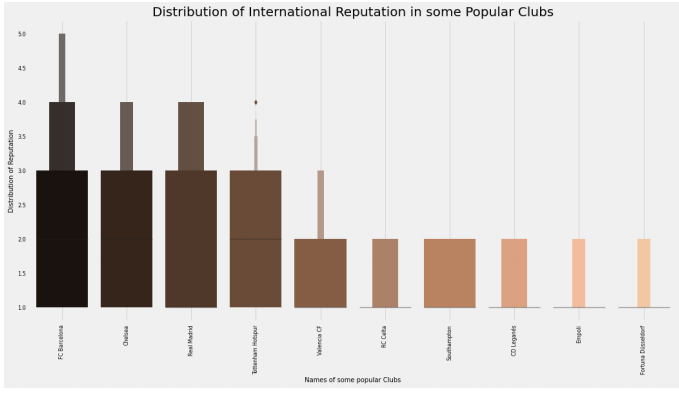 Distribution of International Reputation in some Popular Clubs
Distribution of Reputation
5.0
4.5
4.0
3.5
3.0
2.5
2.0
1.5
1.0
FC Barcelona
Chelsea
Real Madrid
Tottenham Hotspur
Valencia CF
RC Celta
Southampton
CD Leganés
Empoli
Fortuna Düsseldorf
Names of some popular Clubs